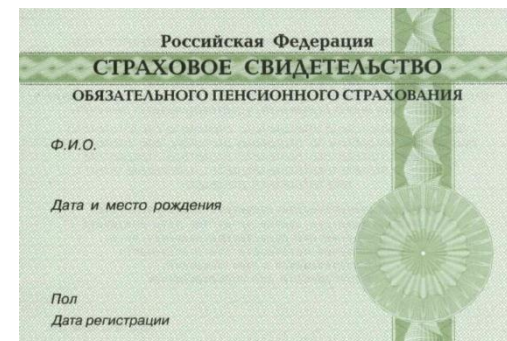 Российская Федерация
СТРАХОВОЕ СВИДЕТЕЛЬСТВО
ОБЯЗАТЕЛЬНОГО ПЕНСИОННОГО СТРАХОВАНИЯ
Ф.И.О.
Дата и место рождения
Пол
Дата регистрации